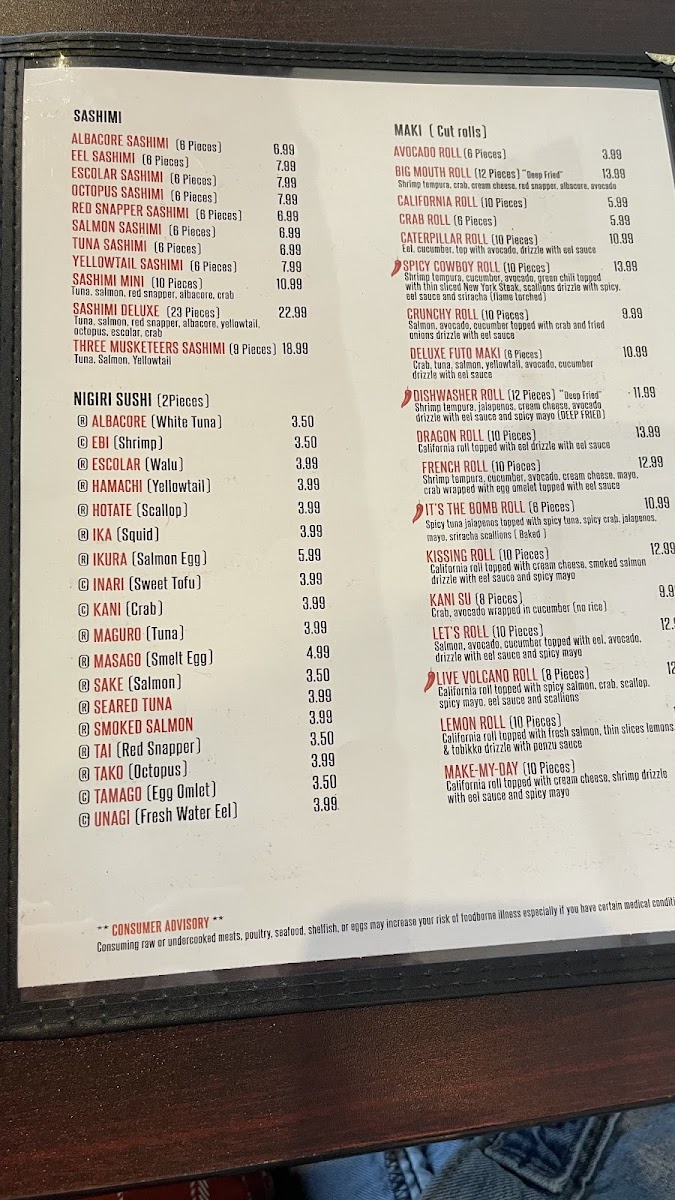 SASHIMI
ALBACORE SASHIMI (6 Pieces) 6.99
EEL SASHIMI (6 Pieces) 7.99
ESCOLAR SASHIMI (6 Pieces) 7.99
OCTOPUS SASHIMI (6 Pieces) 7.99
RED SNAPPER SASHIMI (6 Pieces) 6.99
SALMON SASHIMI (6 Pieces) 6.99
TUNA SASHIMI (6 Pieces) 6.99
YELLOWTAIL SASHIMI (6 Pieces) 7.99
SASHIMI MINI (10 Pieces) 10.99
Tuna, salmon, red snapper, albacore, crab
SASHIMI DELUXE (23 Pieces) 22.99
Tuna, salmon, red snapper, albacore, yellowtail,
octopus, escolar, crab
THREE MUSKETEERS SASHIMI (9 Pieces) 18.99
Tuna, Salmon, Yellowtail
NIGIRI SUSHI (2Pieces)
Ⓡ ALBACORE (White Tuna) 3.50
Ⓒ EBI (Shrimp) 3.50
Ⓡ ESCOLAR (Walu) 3.99
Ⓡ HAMACHI (Yellowtail) 3.99
Ⓡ HOTATE (Scallop) 3.99
Ⓡ IKA (Squid) 3.99
Ⓡ IKURA (Salmon Egg) 5.99
Ⓒ INARI (Sweet Tofu) 3.99
Ⓒ KANI (Crab) 3.99
Ⓡ MAGURO (Tuna) 3.99
Ⓡ MASAGO (Smelt Egg) 4.99
Ⓡ SAKE (Salmon) 3.50
Ⓡ SEARED TUNA 3.99
Ⓡ SMOKED SALMON 3.99
Ⓡ TAI (Red Snapper) 3.50
Ⓡ TAKO (Octopus) 3.99
Ⓒ TAMAGO (Egg Omlet) 3.50
Ⓒ UNAGI (Fresh Water Eel) 3.99
MAKI ( Cut rolls)
AVOCADO ROLL (6 Pieces) 3.99
BIG MOUTH ROLL (12 Pieces) "Deep Fried" 13.99
Shrimp tempura, crab, cream cheese, red snapper, albacore, avocado
CALIFORNIA ROLL (10 Pieces) 5.99
CRAB ROLL (6 Pieces) 5.99
CATERPILLAR ROLL (10 Pieces) 10.99
Eel, cucumber, top with avocado, drizzle with eel sauce
SPICY COWBOY ROLL (10 Pieces) 13.99
Shrimp tempura, cucumber, avocado, green chili topped
with thin sliced New York Steak, scallions drizzle with spicy,
eel sauce and sriracha (flame torched)
CRUNCHY ROLL (10 Pieces) 9.99
Salmon, avocado, cucumber topped with crab and fried
onions drizzle with eel sauce
DELUXE FUTO MAKI (6 Pieces) 10.99
Crab, tuna, salmon, yellowtail, avocado, cucumber
drizzle with eel sauce
DISHWASHER ROLL (12 Pieces) "Deep Fried" 11.99
Shrimp tempura, jalapenos, cream cheese, avocado
drizzle with eel sauce and spicy mayo (DEEP FRIED)
DRAGON ROLL (10 Pieces) 13.99
California roll topped with eel drizzle with eel sauce
FRENCH ROLL (10 Pieces) 12.99
Shrimp tempura, cucumber, avocado, cream cheese, mayo,
crab wrapped with egg omelet topped with eel sauce
IT'S THE BOMB ROLL (8 Pieces) 10.99
Spicy tuna jalapenos topped with spicy tuna, spicy crab, jalapenos,
mayo, sriracha scallions ( Baked )
KISSING ROLL (10 Pieces) 12.99
California roll topped with cream cheese, smoked salmon
drizzle with eel sauce and spicy mayo
KANI SU (8 Pieces) 9.9
Crab, avocado wrapped in cucumber (no rice)
LET'S ROLL (10 Pieces) 12.
Salmon, avocado, cucumber topped with eel, avocado,
drizzle with eel sauce and spicy mayo
LIVE VOLCANO ROLL (8 Pieces) 12
California roll topped with spicy salmon, crab, scallop,
spicy mayo, eel sauce and scallions
LEMON ROLL (10 Pieces)
California roll topped with fresh salmon, thin slices lemons
& tobikko drizzle with ponzu sauce
MAKE-MY-DAY (10 Pieces)
California roll topped with cream cheese, shrimp drizzle
with eel sauce and spicy mayo
** CONSUMER ADVISORY **
Consuming raw or undercooked meats, poultry, seafood, shelfish, or eggs may increase your risk of foodborne illness especially if you have certain medical conditi